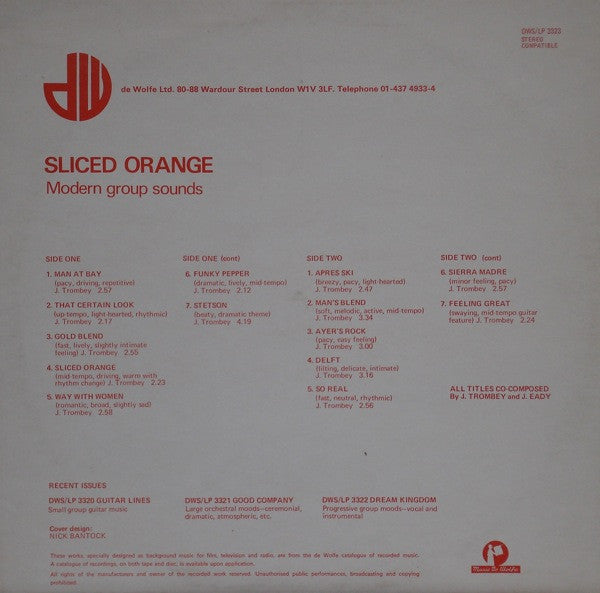 DWS/LP 3323
STEREO
COMPATIBLE
dw
de Wolfe Ltd. 80-88 Wardour Street London W1V 3LF. Telephone 01-437 4933-4
SLICED ORANGE
Modern group sounds
SIDE ONE
1. MAN AT BAY
(pacy, driving, repetitive)
J. Trombey 2.57
2. THAT CERTAIN LOOK
(up-tempo, light-hearted, rhythmic)
J. Trombey 2.17
3. GOLD BLEND
(fast, lively, slightly intimate
feeling) J. Trombey 2.55
4. SLICED ORANGE
(mid-tempo, driving, warm with
rhythm change) J. Trombey 2.23
5. WAY WITH WOMEN
(romantic, broad, slightly sad)
J. Trombey 2.58
SIDE ONE (cont)
6. FUNKY PEPPER
(dramatic, lively, mid-tempo)
J. Trombey 2.12
7. STETSON
(beaty, dramatic theme)
J. Trombey 4.19
SIDE TWO
1. APRES SKI
(breezy, pacy, light-hearted)
J. Trombey 2.47
2. MAN'S BLEND
(soft, melodic, active, mid-tempo)
J. Trombey 3.34
3. AYER'S ROCK
(pacy, easy feeling)
J. Trombey 3.00
4. DELFT
(lilting, delicate, intimate)
J. Trombey 3.16
5. SO REAL
(fast, neutral, rhythmic)
J. Trombey 2.56
SIDE TWO (cont)
6. SIERRA MADRE
(minor feeling, pacy)
J. Trombey 2.57
7. FEELING GREAT
(swaying, mid-tempo guitar
feature) J. Trombey 2.24
ALL TITLES CO-COMPOSED
By J. TROMBEY and J. EADY
RECENT ISSUES
DWS/LP 3320 GUITAR LINES
Small group guitar music
DWS/LP 3321 GOOD COMPANY
Large orchestral moods--ceremonial,
dramatic, atmospheric, etc.
DWS/LP 3322 DREAM KINGDOM
Progressive group moods--vocal and
instrumental
Cover design:
NICK BANTOCK
These works, specially designed as background music for film, television and radio, are from the de Wolfe catalogue of recorded music.
A catalogue of recordings, on both tape and disc, is available upon application.
All rights of the manufacturers and owner of the recorded work reserved. Unauthorised public performances, broadcasting and copying
prohibited.
Music De Wolfe